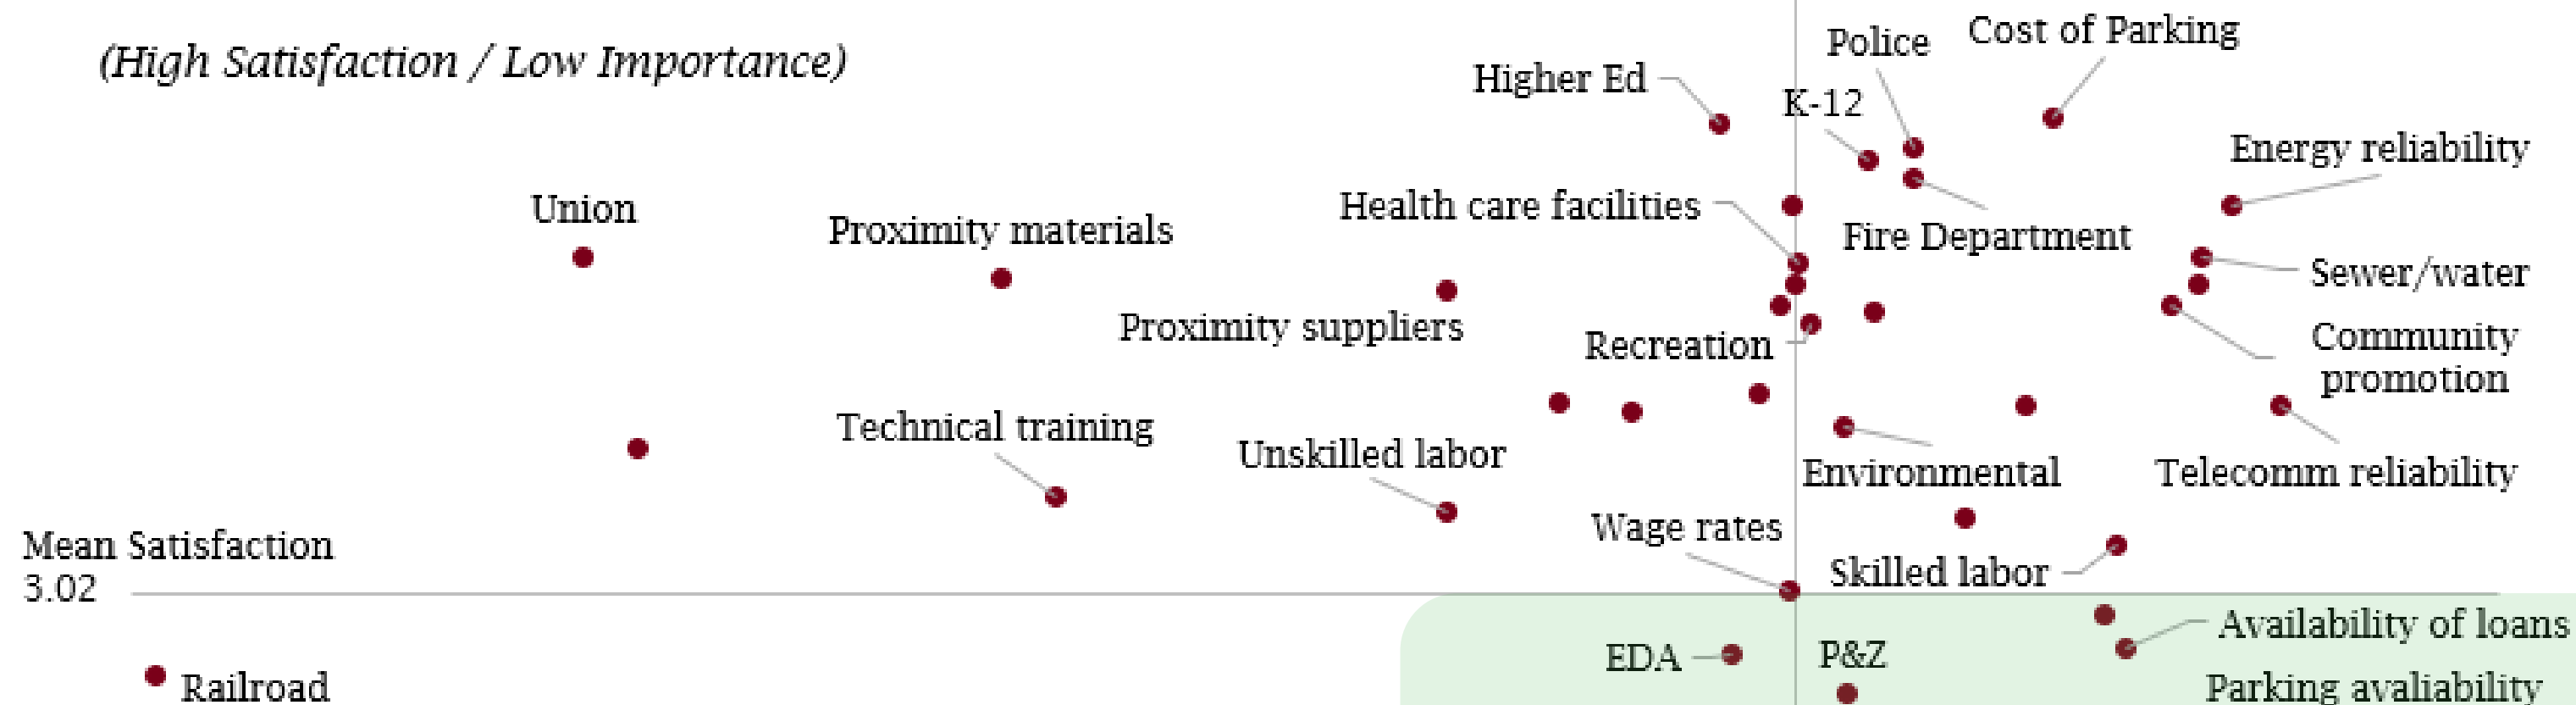 Cost of Parking
Police
(High Satisfaction / Low Importance)
Higher Ed
K-12
Energy reliability
Union
Health care facilities
Proximity materials
Fire Department
Sewer/water
Proximity suppliers
Recreation
Community
promotion
Technical training
Unskilled labor
Environmental
Telecomm reliability
Wage rates
Mean Satisfaction
3.02
Skilled labor
Availability of loans
EDA
P&Z
Railroad
Parking avaliability